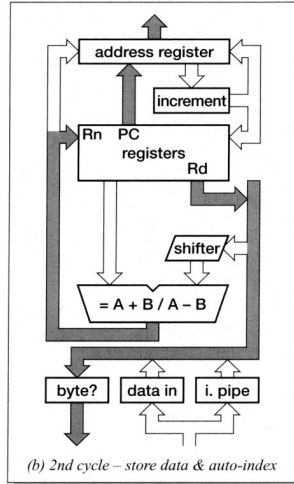 address register
increment
Rn PC
registers
Rd
shifter
= A + B / A – B
byte? data in i. pipe
(b) 2nd cycle – store data & auto-index